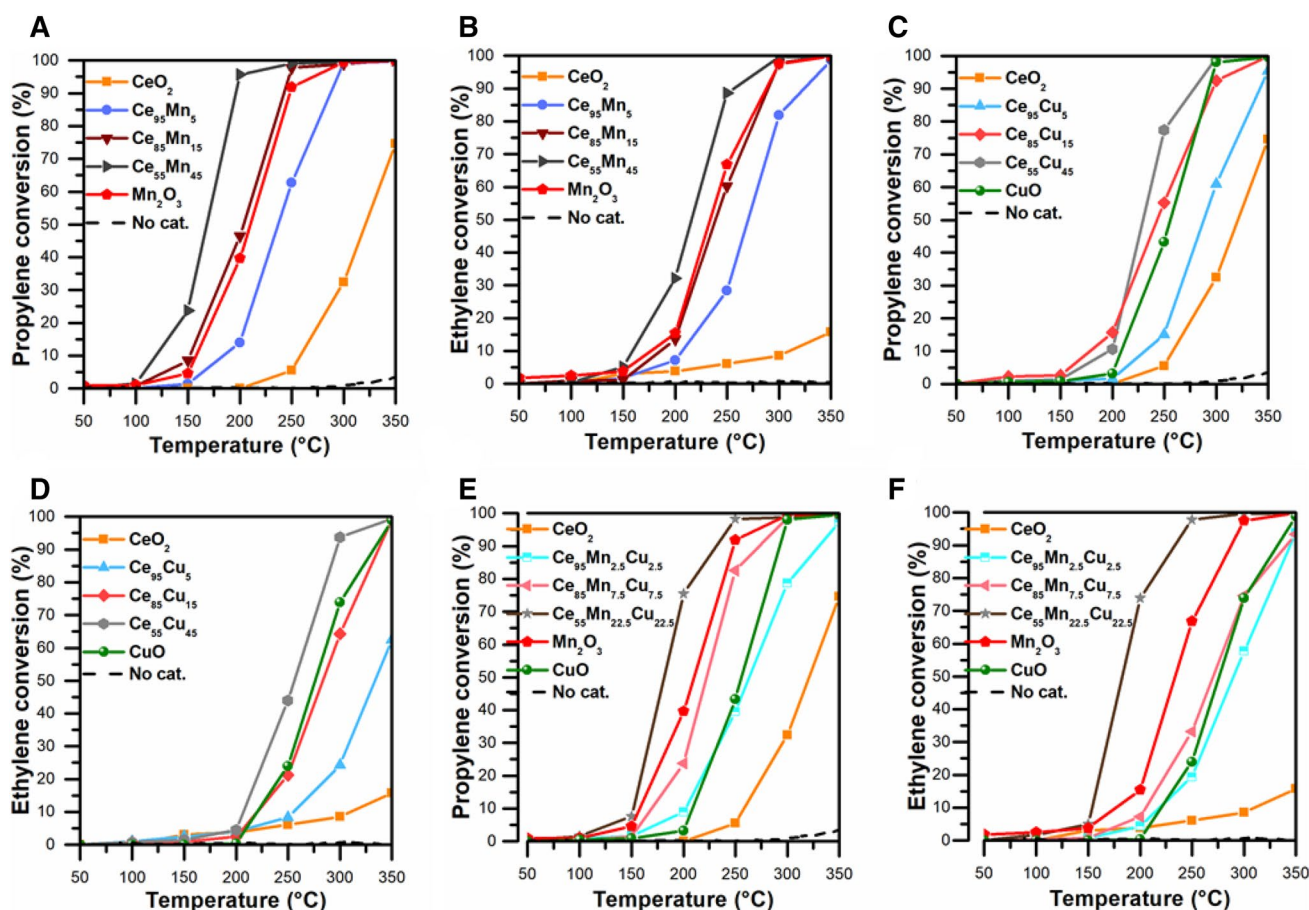 A
Propylene conversion (%)
100
90
80
70
60
50
40
30
20
10
0
CeO2
Ce95Mn5
Ce85Mn15
Ce55Mn45
Mn2O3
No cat.
50 100 150 200 250 300 350
Temperature (°C)
B
Ethylene conversion (%)
100
90
80
70
60
50
40
30
20
10
0
CeO2
Ce95Mn5
Ce85Mn15
Ce55Mn45
Mn2O3
No cat.
50 100 150 200 250 300 350
Temperature (°C)
C
Propylene conversion (%)
100
90
80
70
60
50
40
30
20
10
0
CeO2
Ce95Cu5
Ce85Cu15
Ce55Cu45
CuO
No cat.
50 100 150 200 250 300 350
Temperature (°C)
D
Ethylene conversion (%)
100
90
80
70
60
50
40
30
20
10
0
CeO2
Ce95Cu5
Ce85Cu15
Ce55Cu45
CuO
No cat.
50 100 150 200 250 300 350
Temperature (°C)
E
Propylene conversion (%)
100
90
80
70
60
50
40
30
20
10
0
CeO2
Ce95Mn2.5Cu2.5
Ce85Mn7.5Cu7.5
Ce55Mn22.5Cu22.5
Mn2O3
CuO
No cat.
50 100 150 200 250 300 350
Temperature (°C)
F
Ethylene conversion (%)
100
90
80
70
60
50
40
30
20
10
0
CeO2
Ce95Mn2.5Cu2.5
Ce85Mn7.5Cu7.5
Ce55Mn22.5Cu22.5
Mn2O3
CuO
No cat.
50 100 150 200 250 300 350
Temperature (°C)